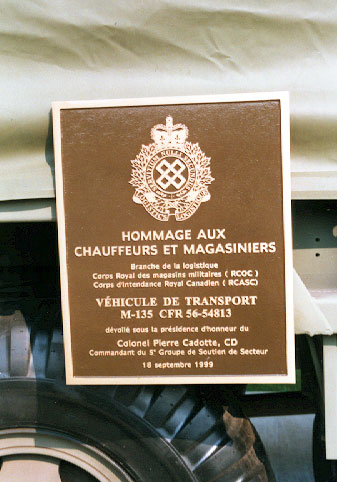 HOMMAGE AUX
CHAUFFEURS ET MAGASINIERS
Branche de la logistique
Corps Royal des magasins militaires ( RCOC )
Corps d'Intendance Royal Canadien ( RCASC)
VÉHICULE DE TRANSPORT
M-135 CFR 56-54813
dévoilé sous la présidence d'honneur du
Colonel Pierre Cadotte, CD
Commandant du 5e Groupe de Soutien de Secteur
18 septembre 1999